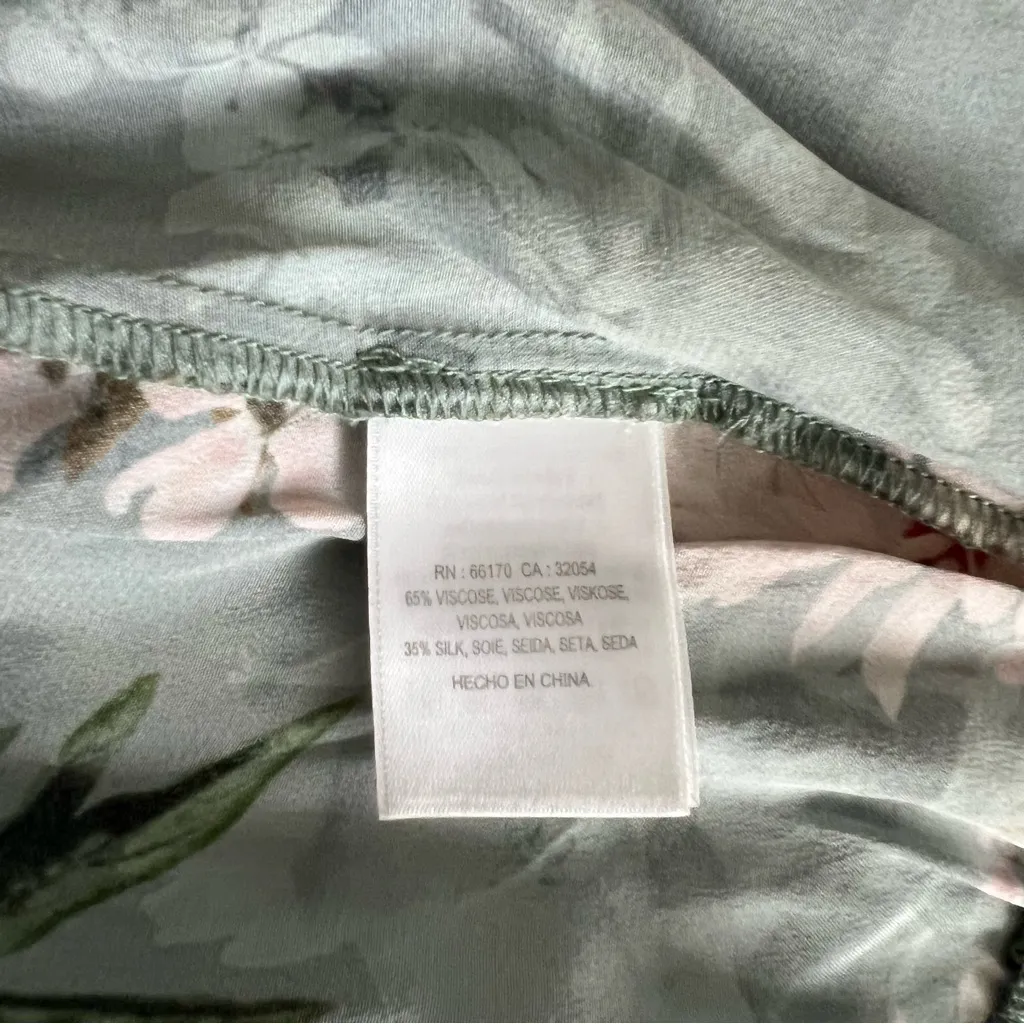 RN : 66170 CA : 32054
65% VISCOSE, VISCOSE, VISKOSE,
VISCOSA, VISCOSA
35% SILK, SOIE, SEIDA, SETA, SEDA
HECHO EN CHINA.